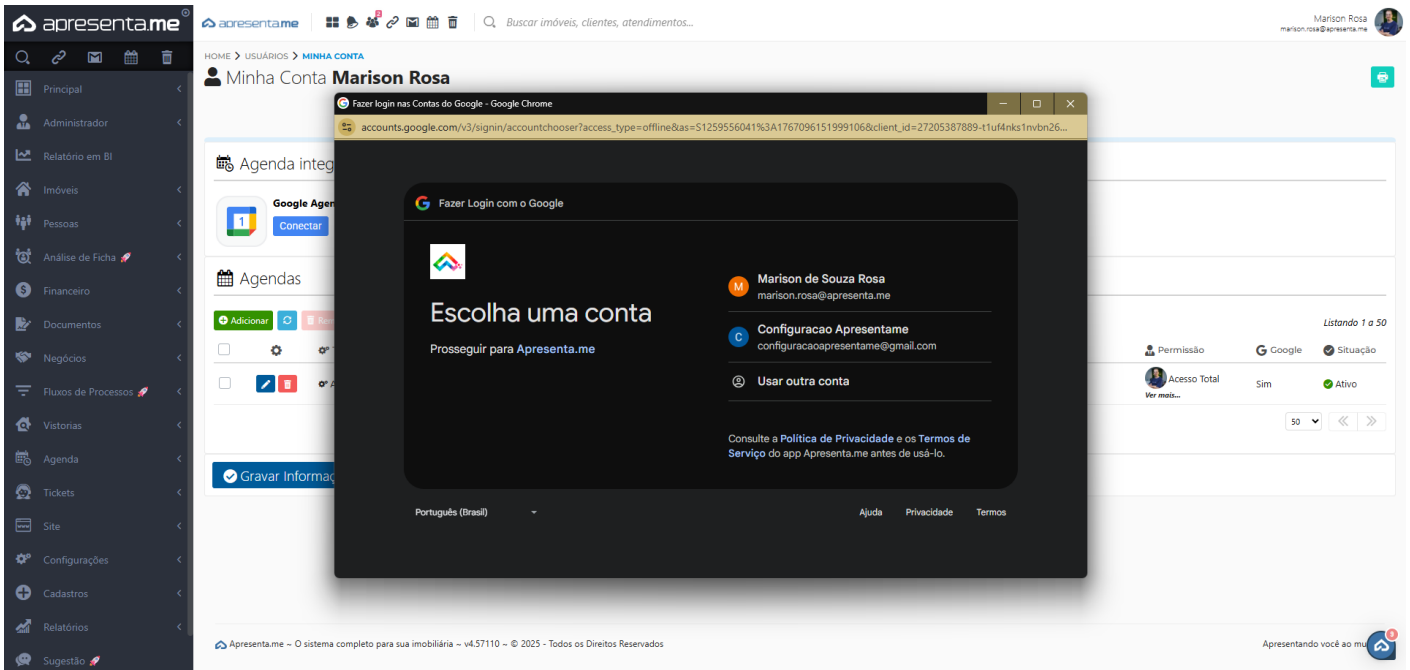 apresenta.me
apresenta.me
2
Buscar imóveis, clientes, atendimentos...
Marison Rosa
marison.rosa@apresenta.me
HOME > USUÁRIOS > MINHA CONTA
Minha Conta Marison Rosa
Principal
Administrador
Relatório em BI
Imóveis
Pessoas
Análise de Ficha 🚀
Financeiro
Documentos
Negócios
Fluxos de Processos 🚀
Vistorias
Agenda
Tickets
Site
Configurações
Cadastros
Relatórios
Sugestão 🚀
Agenda integ
1
Google Agen
Conectar
Agendas
Adicionar
Rem
Listando 1 a 50
Permissão
Google
Situação
Acesso Total
Ver mais...
Sim
Ativo
50
Gravar Informaç
Fazer login nas Contas do Google - Google Chrome
accounts.google.com/v3/signin/accountchooser?access_type=offline&as=S1259556041%3A1767096151999106&client_id=27205387889-t1uf4nks1nvbn26...
Fazer Login com o Google
Escolha uma conta
Prosseguir para Apresenta.me
M
Marison de Souza Rosa
marison.rosa@apresenta.me
C
Configuracao Apresentame
configuracaoapresentame@gmail.com
Usar outra conta
Consulte a Política de Privacidade e os Termos de
Serviço do app Apresenta.me antes de usá-lo.
Português (Brasil)
Ajuda
Privacidade
Termos
Apresenta.me ~ O sistema completo para sua imobiliária ~ v4.57110 ~ © 2025 - Todos os Direitos Reservados
Apresentando você ao mu
3